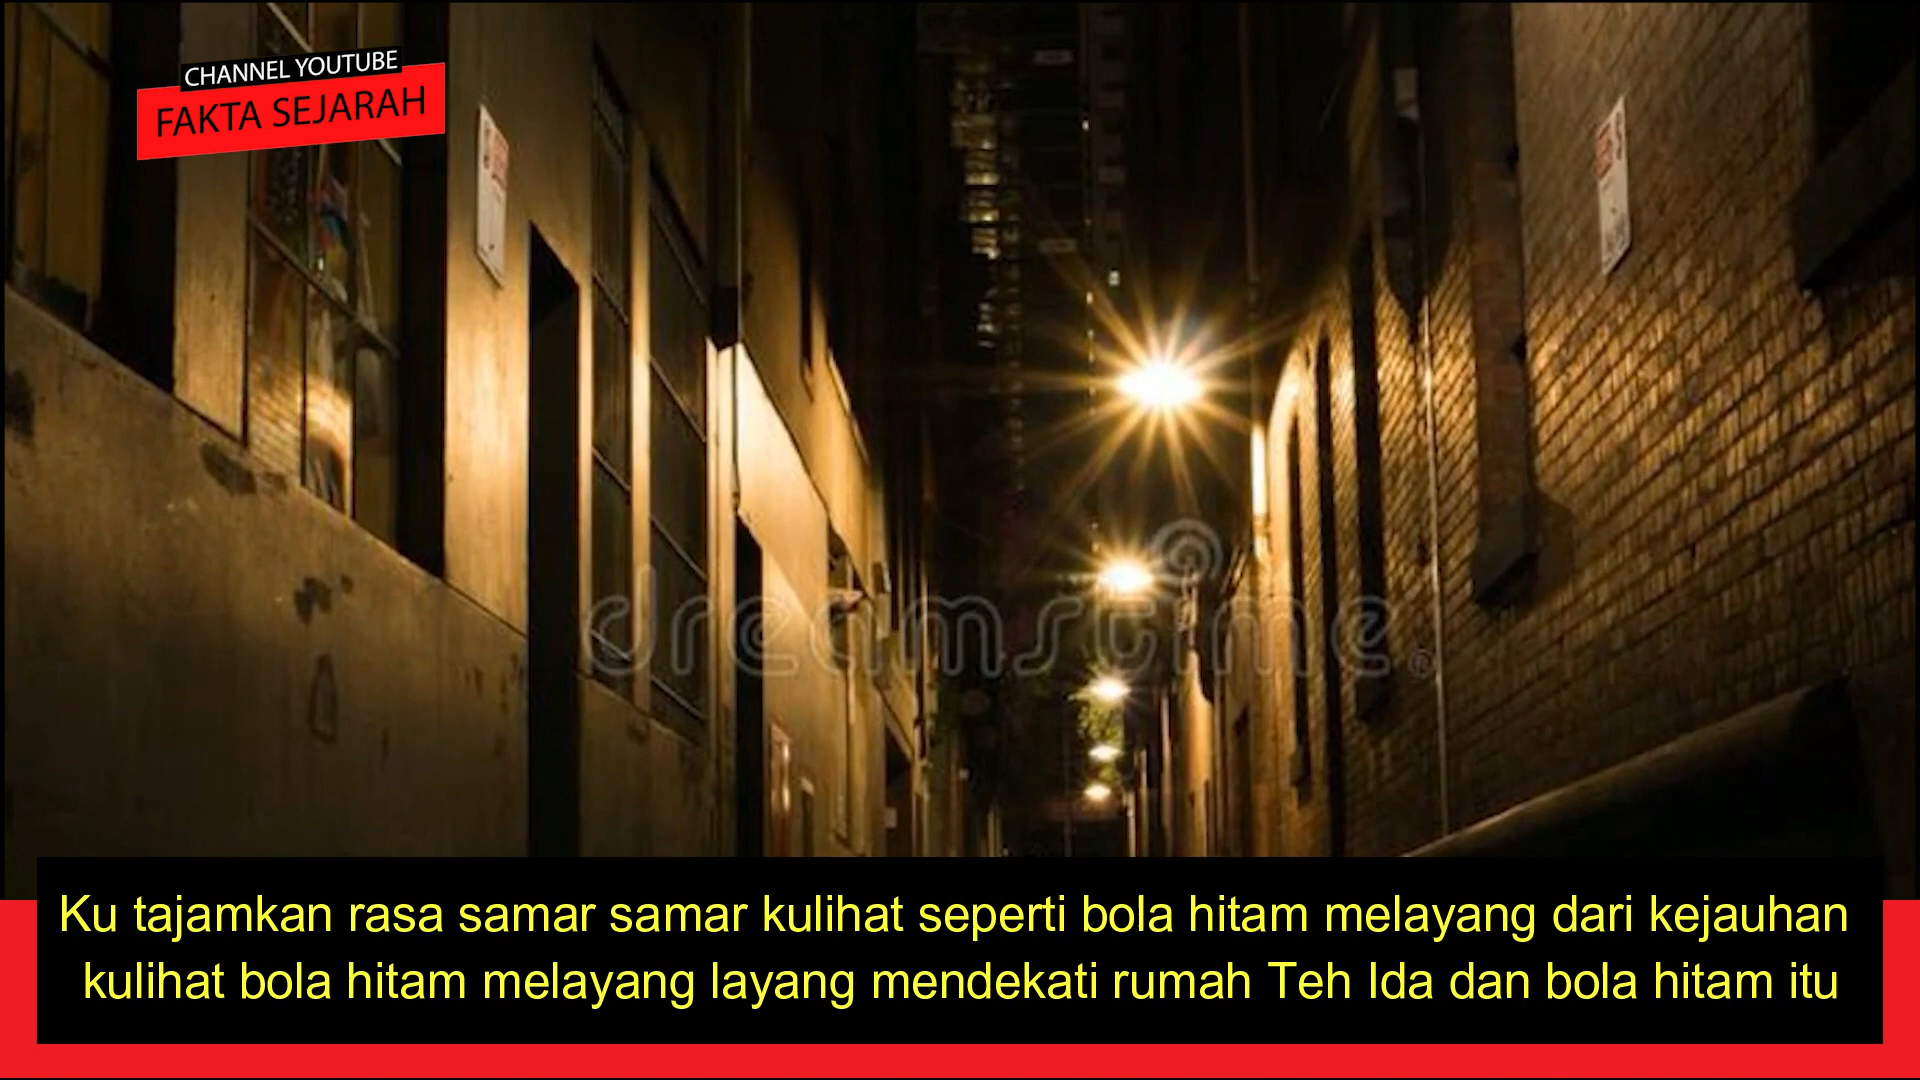 CHANNEL YOUTUBE
FAKTA SEJARAH
dreamstime
Ku tajamkan rasa samar samar kulihat seperti bola hitam melayang dari kejauhan
kulihat bola hitam melayang layang mendekati rumah Teh Ida dan bola hitam itu